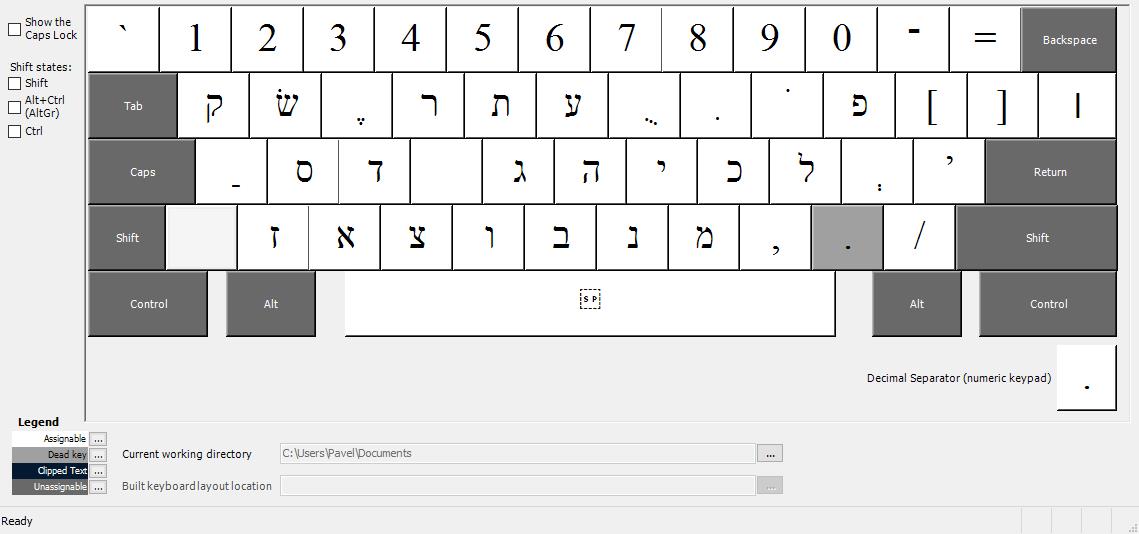 Show the
Caps Lock
Shift states:
Shift
Alt+Ctrl
(AltGr)
Ctrl
` 1 2 3 4 5 6 7 8 9 0 - = Backspace
Tab ק שׂ ֶ ר ת ע ֻ ִ ֹ פ [ ] ׀
Caps ַ ס ד ג ה י כ ל ְ ׳ Return
Shift ז א צ ו ב נ מ , . / Shift
Control Alt SP Alt Control
Decimal Separator (numeric keypad) .
Legend
Assignable ...
Dead key ...
Clipped Text ...
Unassignable ...
Current working directory C:\Users\Pavel\Documents ...
Built keyboard layout location ...
Ready